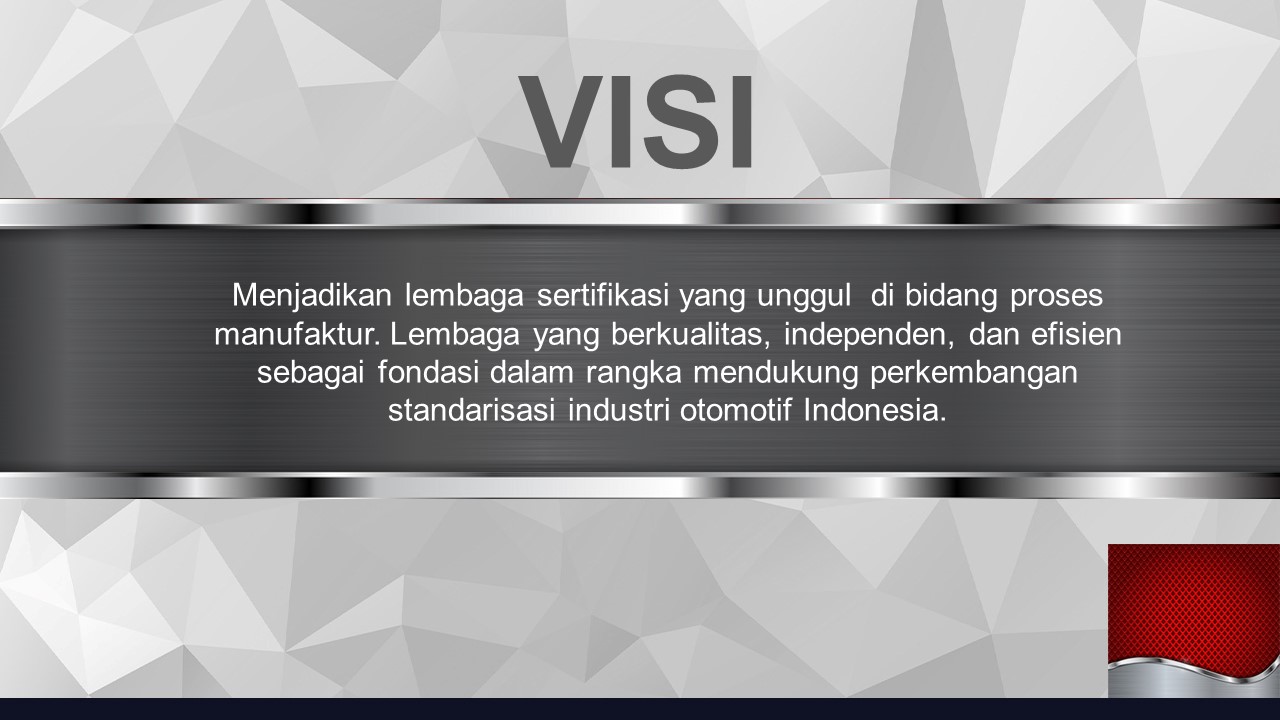 VISI
Menjadikan lembaga sertifikasi yang unggul  di bidang proses
manufaktur. Lembaga yang berkualitas, independen, dan efisien
sebagai fondasi dalam rangka mendukung perkembangan
standarisasi industri otomotif Indonesia.